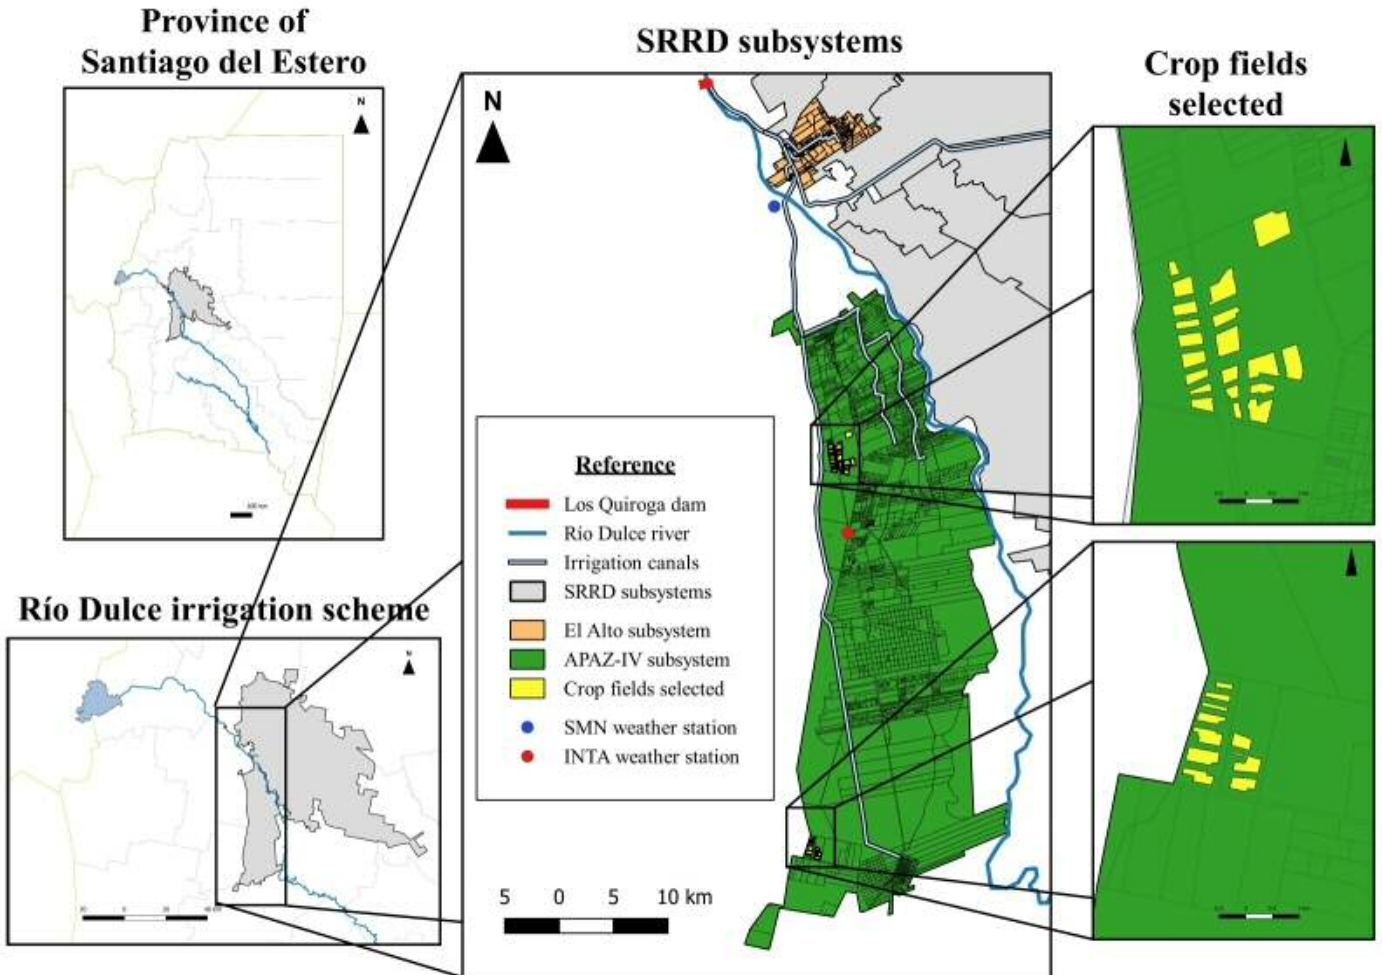 Province of
Santiago del Estero
N
Río Dulce irrigation scheme
N
SRRD subsystems
N
Reference
Los Quiroga dam
Río Dulce river
Irrigation canals
SRRD subsystems
El Alto subsystem
APAZ-IV subsystem
Crop fields selected
SMN weather station
INTA weather station
5 0 5 10 km
Crop fields
selected